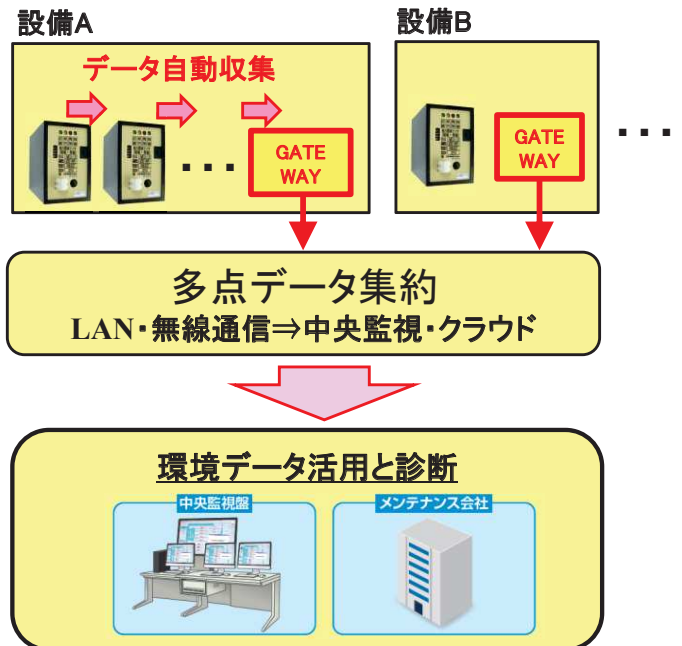 設備A
設備B
データ自動収集
・・・
GATE
WAY
GATE
WAY
・・・
多点データ集約
LAN・無線通信⇒中央監視・クラウド
環境データ活用と診断
中央監視盤
メンテナンス会社